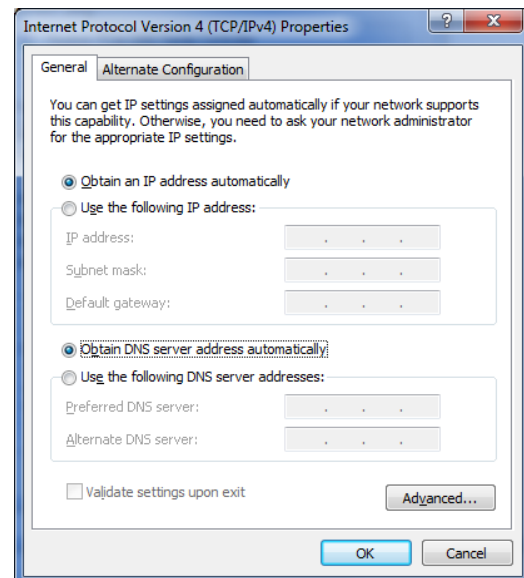 Internet Protocol Version 4 (TCP/IPv4) Properties
General
Alternate Configuration
You can get IP settings assigned automatically if your network supports
this capability. Otherwise, you need to ask your network administrator
for the appropriate IP settings.
Obtain an IP address automatically
Use the following IP address:
IP address:
Subnet mask:
Default gateway:
Obtain DNS server address automatically
Use the following DNS server addresses:
Preferred DNS server:
Alternate DNS server:
Validate settings upon exit
Advanced...
OK
Cancel